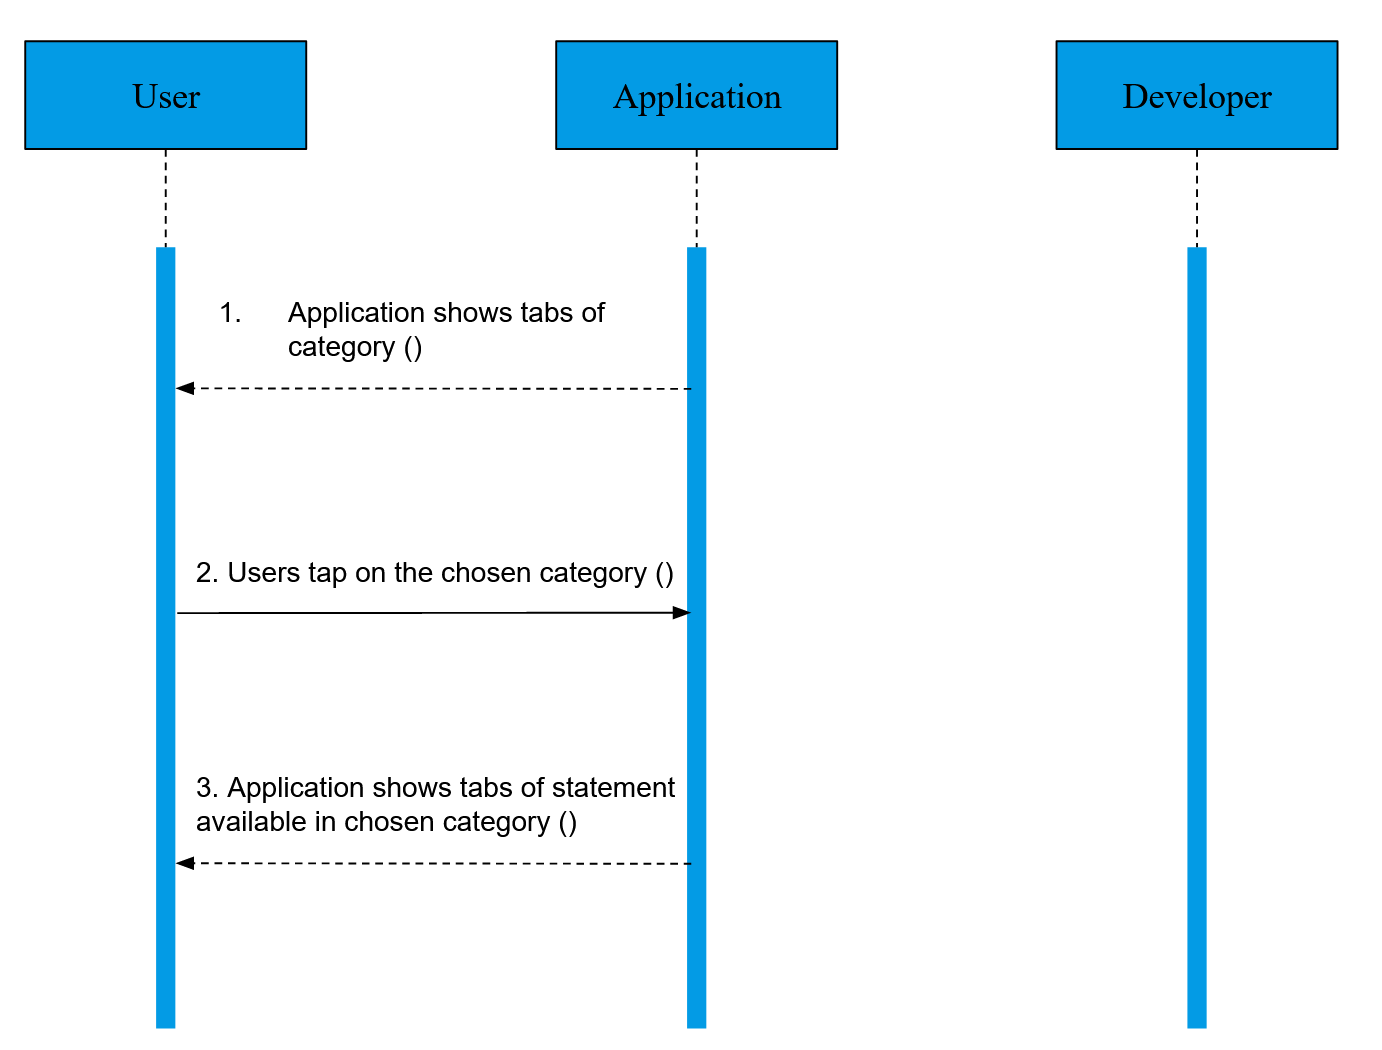 User
Application
Developer
1. Application shows tabs of
category ()
2. Users tap on the chosen category ()
3. Application shows tabs of statement
available in chosen category ()